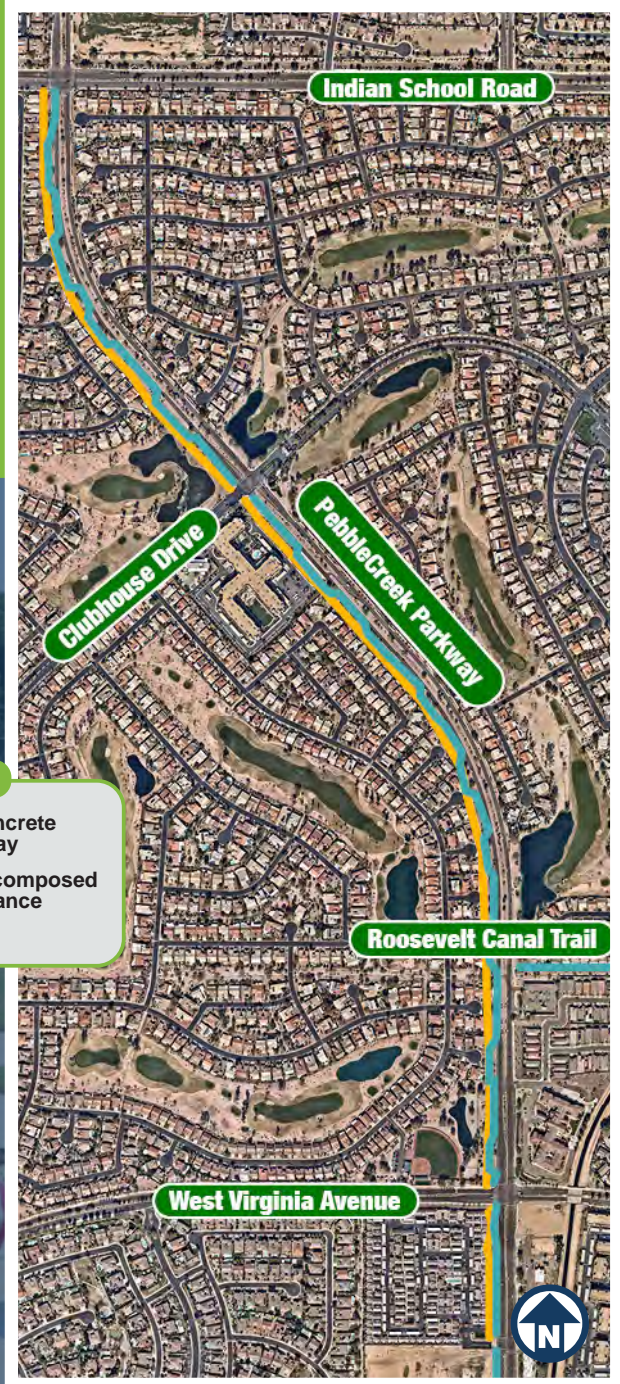 Indian School Road
PebbleCreek Parkway
Clubhouse Drive
ncrete
ay
composed
ance
Roosevelt Canal Trail
West Virginia Avenue
N